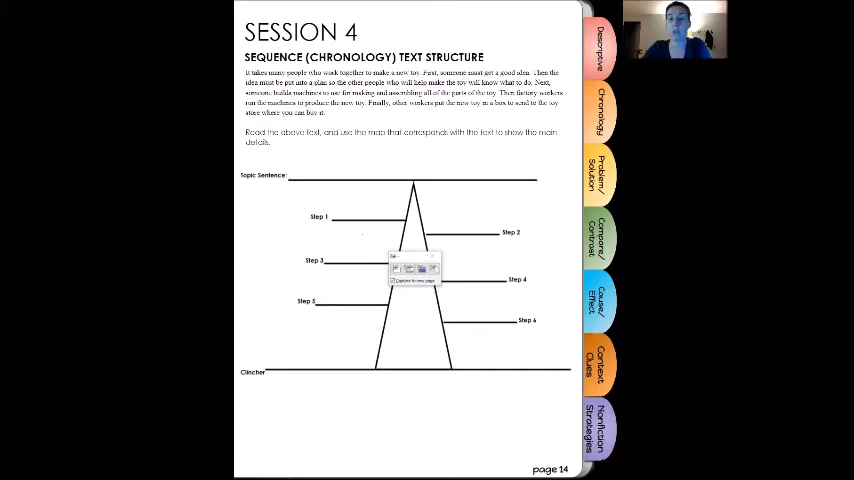 SESSION 4
SEQUENCE (CHRONOLOGY) TEXT STRUCTURE
It takes many people who work together to make a new toy. First, someone must get a good idea. Then the
idea must be put into a plan so the other people who will help make the toy will know what to do. Next,
someone builds machines to use for making and assembling all of the parts of the toy. Then factory workers
run the machines to produce the new toy. Finally, other workers put the new toy in a box to send to the toy
store where you can buy it.
Read the above text, and use the map that corresponds with the text to show the main
details.
Topic Sentence:
Step 1
Step 2
Step 3
Step 4
Step 5
Step 6
Capture to new page
Clincher
page 14
Descriptive
Chronology
Problem/
Solution
Compare/
Contrast
Cause/
Effect
Context
Clues
Nonfiction
Strategies